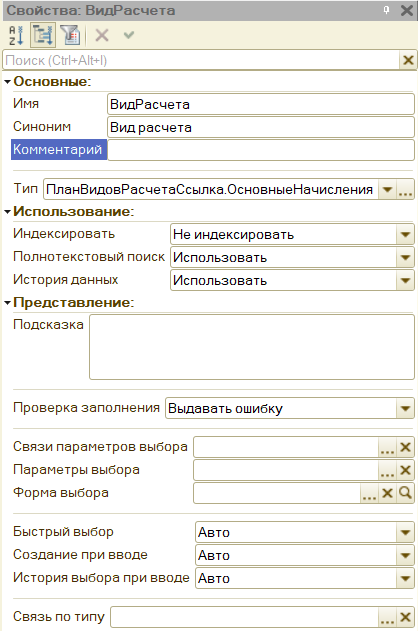 Свойства: ВидРасчета
Поиск (Ctrl+Alt+I)
Основные:
Имя ВидРасчета
Синоним Вид расчета
Комментарий
Тип ПланВидовРасчетаСсылка.ОсновныеНачисления
Использование:
Индексировать Не индексировать
Полнотекстовый поиск Использовать
История данных Использовать
Представление:
Подсказка
Проверка заполнения Выдавать ошибку
Связи параметров выбора
Параметры выбора
Форма выбора
Быстрый выбор Авто
Создание при вводе Авто
История выбора при вводе Авто
Связь по типу